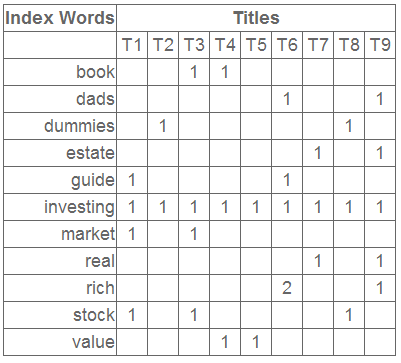 Index Words Titles
T1 T2 T3 T4 T5 T6 T7 T8 T9
book 1 1
dads 1 1
dummies 1 1
estate 1 1
guide 1 1
investing 1 1 1 1 1 1 1 1 1
market 1 1
real 1 1
rich 2 1
stock 1 1 1
value 1 1